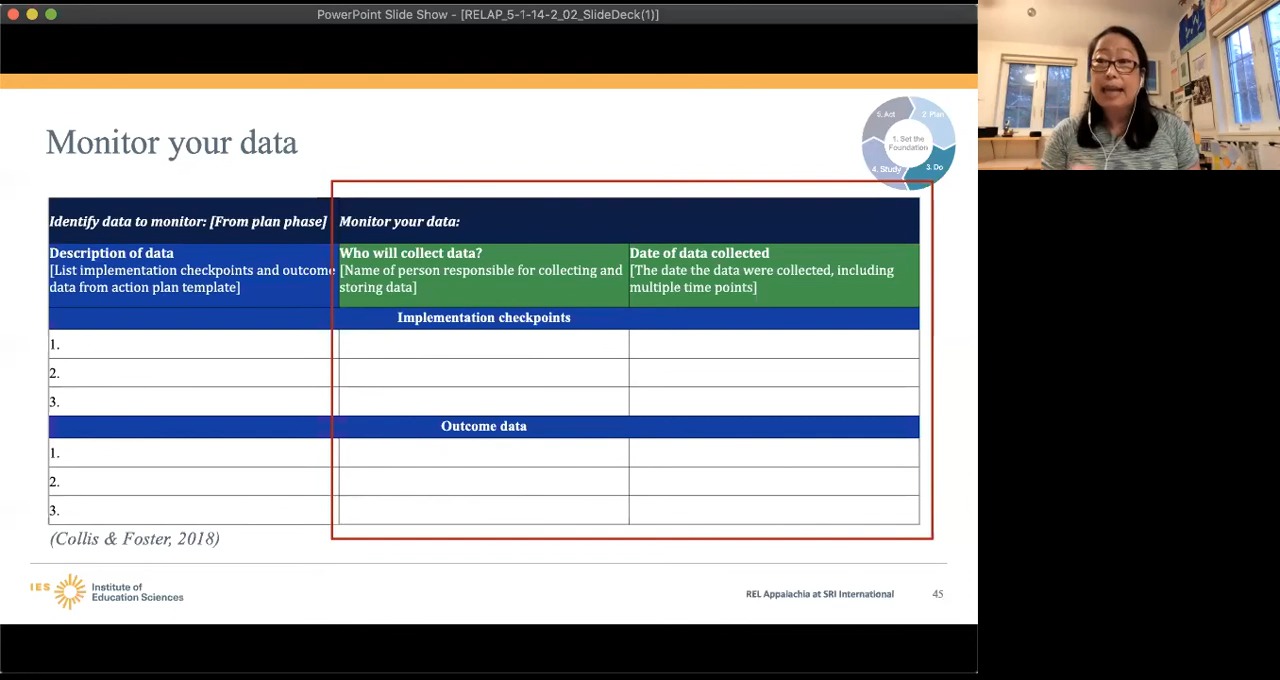 PowerPoint Slide Show - [RELAP_5-1-14-2_02_SlideDeck(1)]
Monitor your data
5. Act
2. Plan
1. Set the
Foundation
4. Study
3. Do
Identify data to monitor: [From plan phase]
Monitor your data:
Description of data
[List implementation checkpoints and outcome
data from action plan template]
Who will collect data?
[Name of person responsible for collecting and
storing data]
Date of data collected
[The date the data were collected, including
multiple time points]
Implementation checkpoints
1.
2.
3.
Outcome data
1.
2.
3.
(Collis & Foster, 2018)
IES
Institute of
Education Sciences
REL Appalachia at SRI International
45